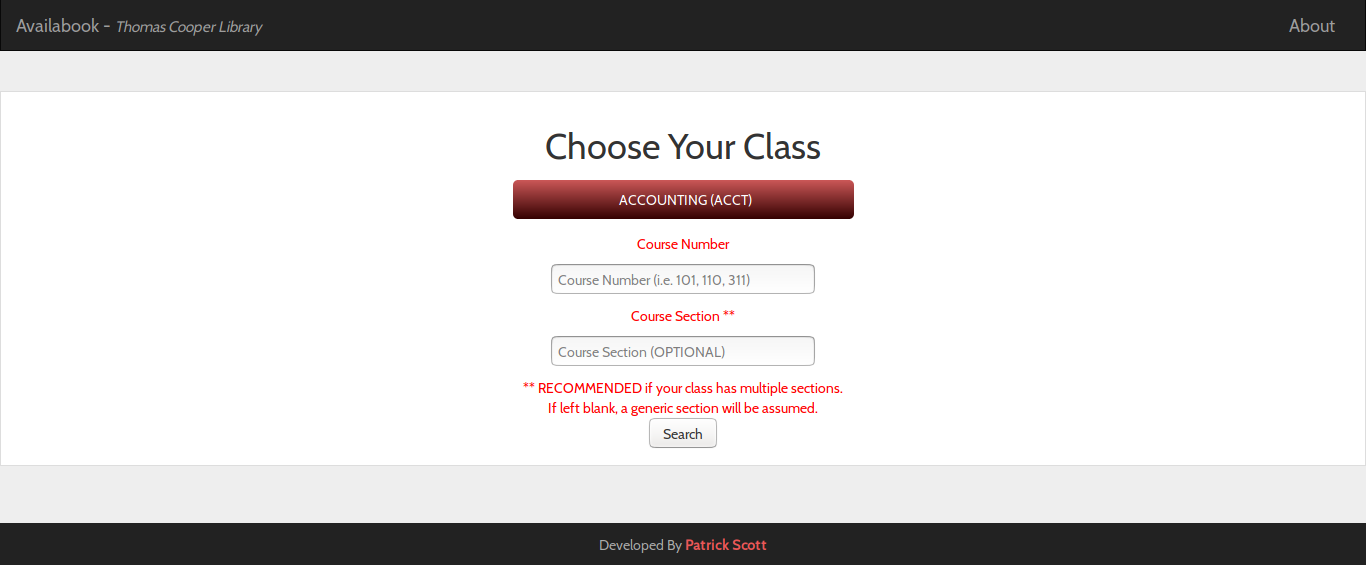 Availabook - Thomas Cooper Library
About
Choose Your Class
ACCOUNTING (ACCT)
Course Number
Course Number (i.e. 101, 110, 311)
Course Section **
Course Section (OPTIONAL)
** RECOMMENDED if your class has multiple sections.
If left blank, a generic section will be assumed.
Search
Developed By Patrick Scott